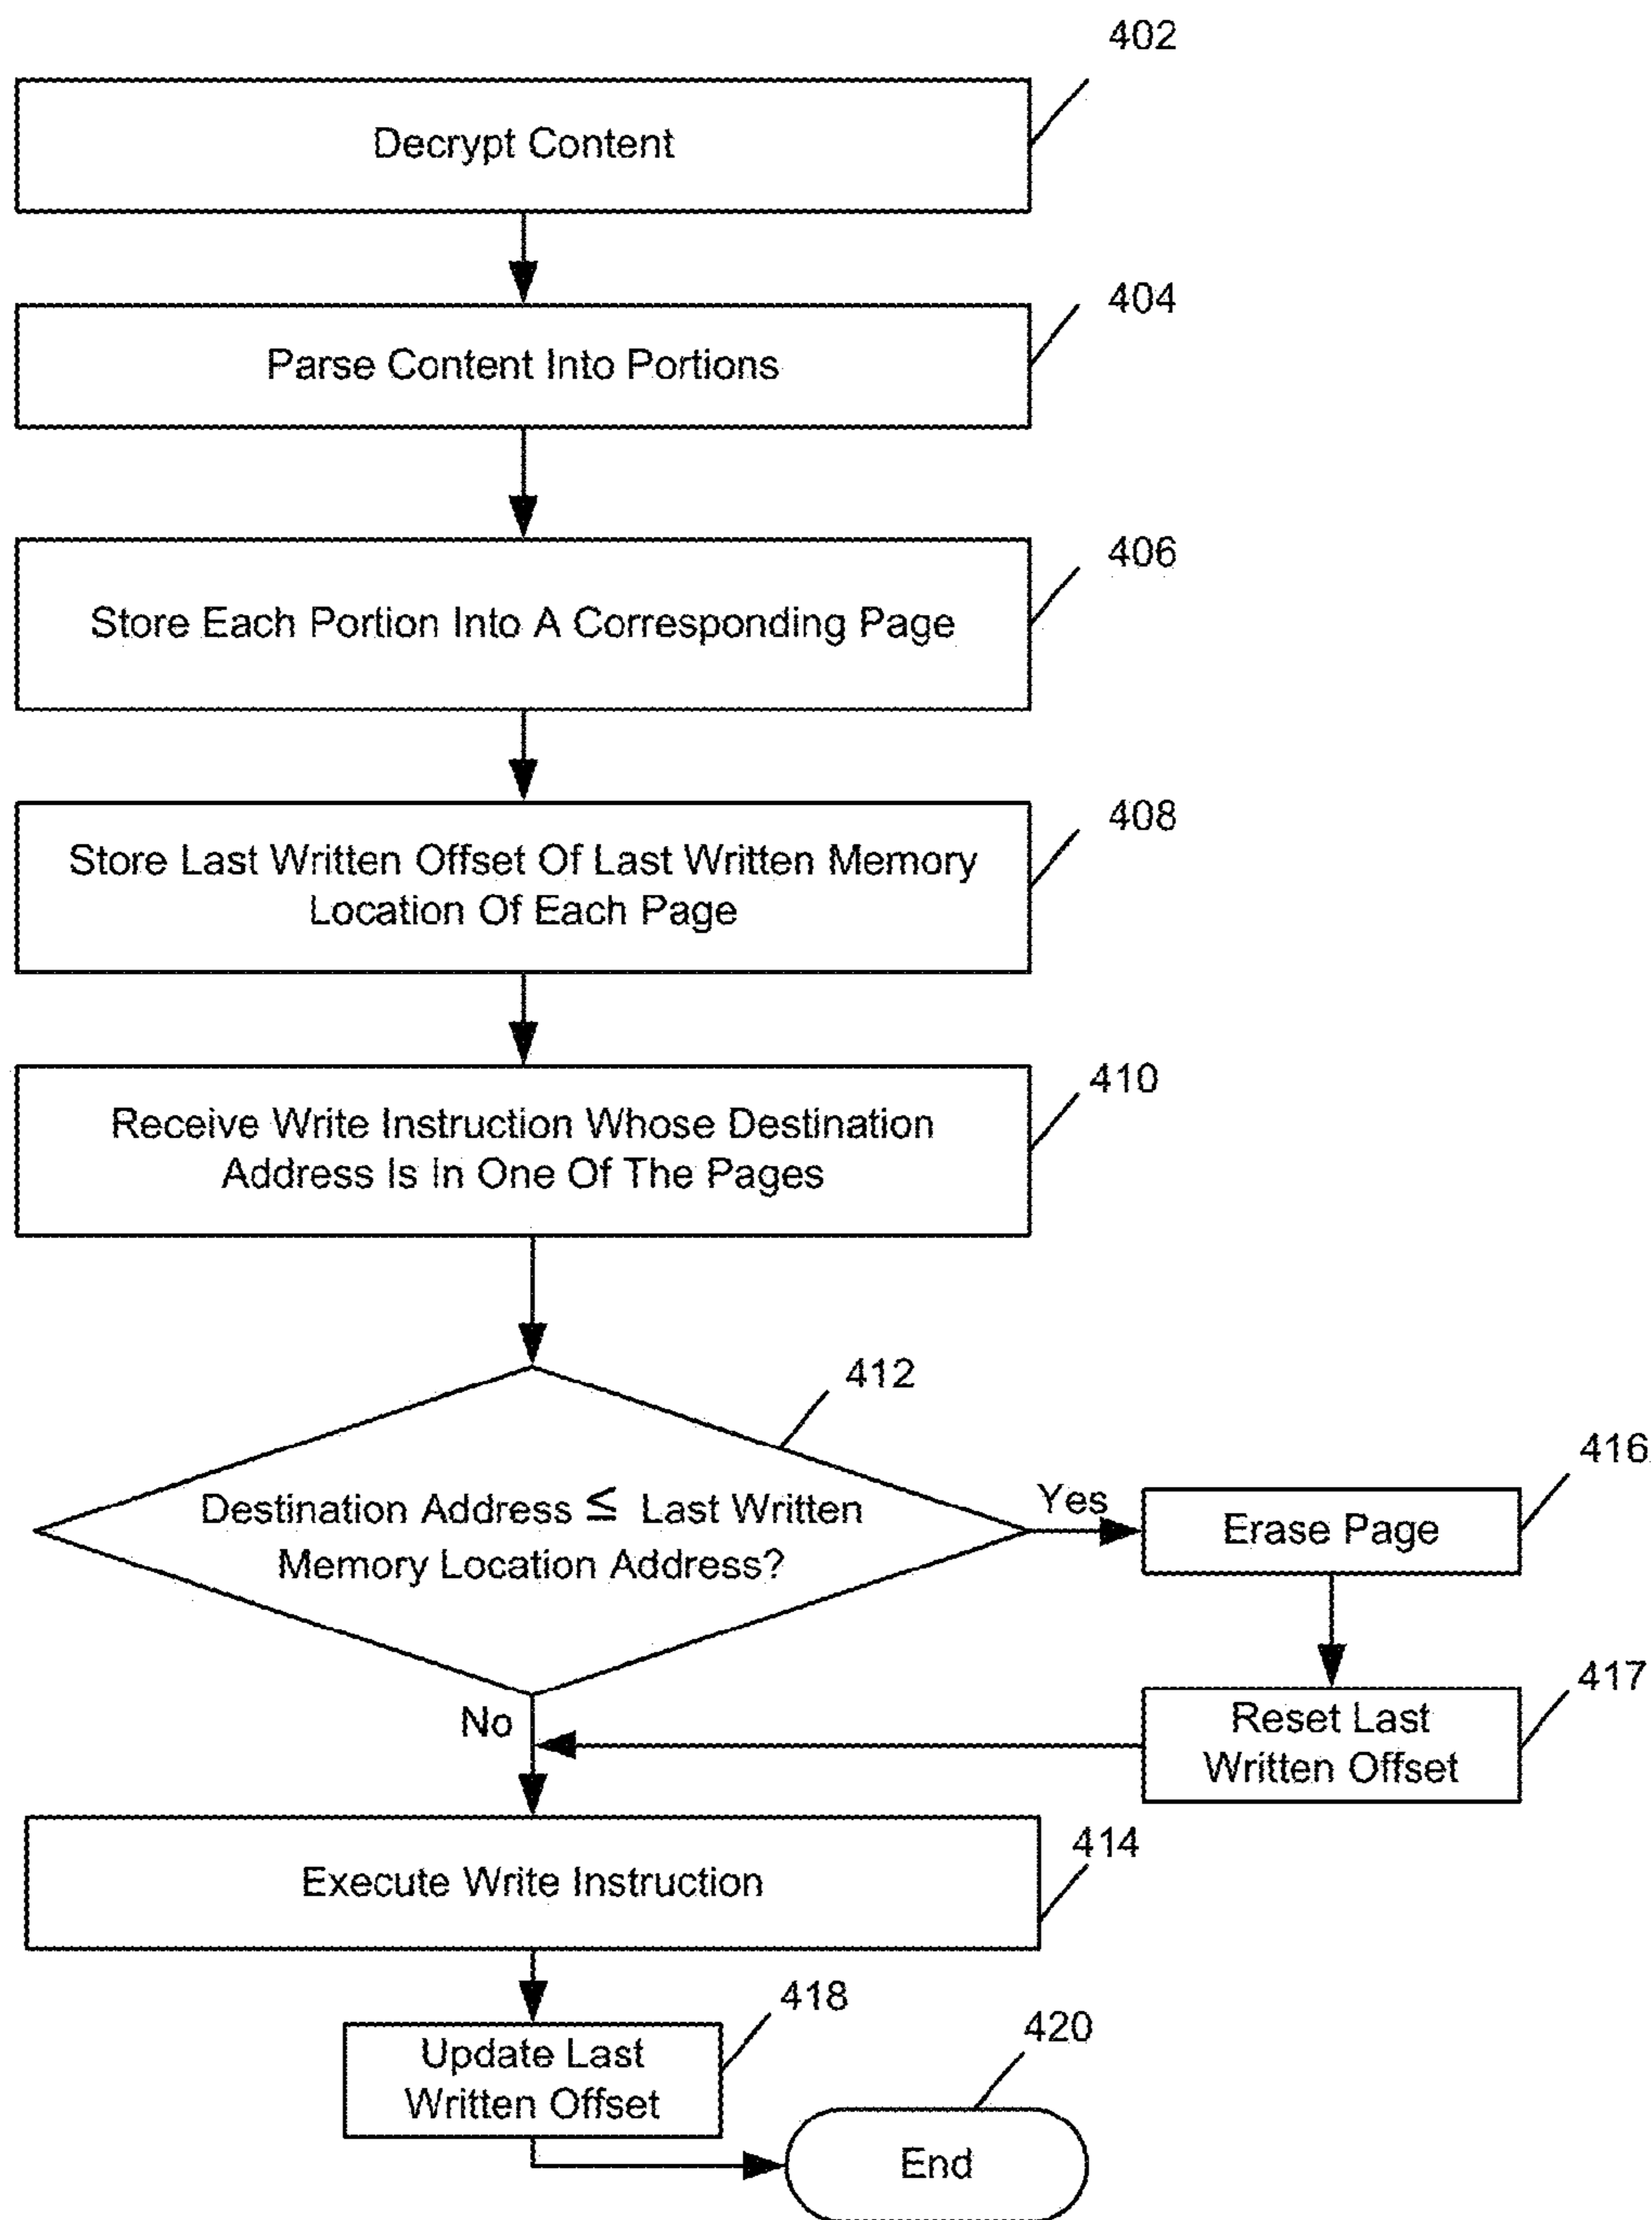 402
Decrypt Content
404
Parse Content Into Portions
406
Store Each Portion Into A Corresponding Page
408
Store Last Written Offset Of Last Written Memory
Location Of Each Page
410
Receive Write Instruction Whose Destination
Address Is In One Of The Pages
412
Destination Address ≦ Last Written
Memory Location Address?
Yes
416
Erase Page
417
Reset Last
Written Offset
No
414
Execute Write Instruction
418
Update Last
Written Offset
420
End